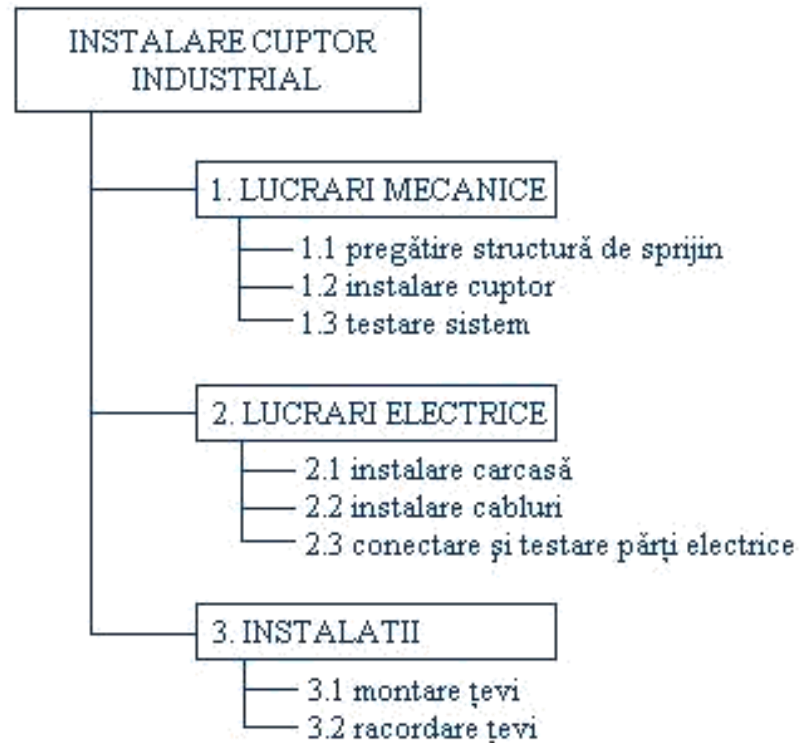 INSTALARE CUPTOR
INDUSTRIAL
1. LUCRARI MECANICE
1.1 pregătire structură de sprijin
1.2 instalare cuptor
1.3 testare sistem
2. LUCRARI ELECTRICE
2.1 instalare carcasă
2.2 instalare cabluri
2.3 conectare şi testare părţi electrice
3. INSTALATII
3.1 montare ţevi
3.2 racordare ţevi